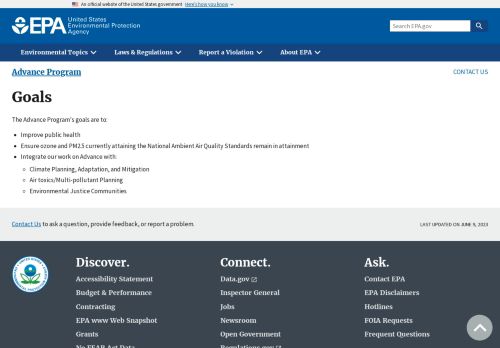 An official website of the United States government Here's how you know
EPA United States
Environmental Protection
Agency
Search EPA.gov
Environmental Topics Laws & Regulations Report a Violation About EPA
Advance Program
CONTACT US
Goals
The Advance Program's goals are to:
Improve public health
Ensure ozone and PM2.5 currently attaining the National Ambient Air Quality Standards remain in attainment
Integrate our work on Advance with:
Climate Planning, Adaptation, and Mitigation
Air toxics/Multi-pollutant Planning
Environmental Justice Communities
Contact Us to ask a question, provide feedback, or report a problem.
LAST UPDATED ON JUNE 9, 2023
Discover.
Accessibility Statement
Budget & Performance
Contracting
EPA www Web Snapshot
Grants
No FEAR Act Data
Connect.
Data.gov
Inspector General
Jobs
Newsroom
Open Government
Regulations.gov
Ask.
Contact EPA
EPA Disclaimers
Hotlines
FOIA Requests
Frequent Questions